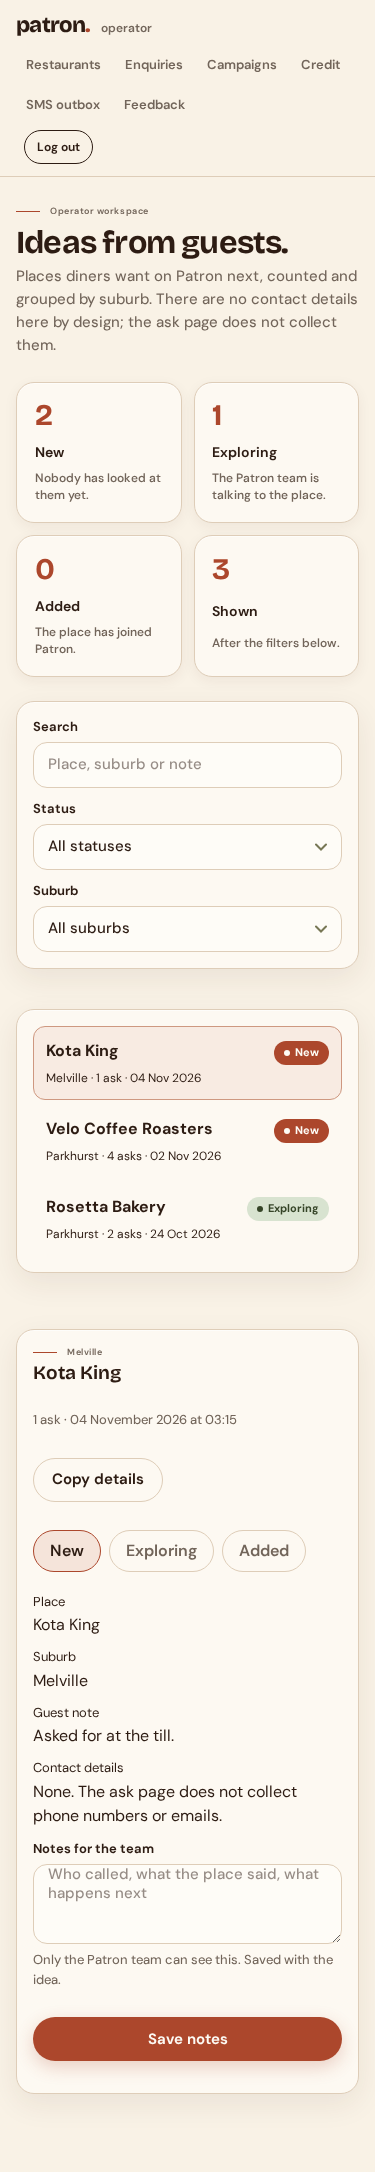 patron. operator
Restaurants Enquiries Campaigns Credit
SMS outbox Feedback
Log out
Operator workspace
Ideas from guests.
Places diners want on Patron next, counted and
grouped by suburb. There are no contact details
here by design; the ask page does not collect
them.
2
New
Nobody has looked at
them yet.
1
Exploring
The Patron team is
talking to the place.
0
Added
The place has joined
Patron.
3
Shown
After the filters below.
Search
Place, suburb or note
Status
All statuses
Suburb
All suburbs
Kota King
New
Melville · 1 ask · 04 Nov 2026
Velo Coffee Roasters
New
Parkhurst · 4 asks · 02 Nov 2026
Rosetta Bakery
Exploring
Parkhurst · 2 asks · 24 Oct 2026
Melville
Kota King
1 ask · 04 November 2026 at 03:15
Copy details
New Exploring Added
Place
Kota King
Suburb
Melville
Guest note
Asked for at the till.
Contact details
None. The ask page does not collect
phone numbers or emails.
Notes for the team
Who called, what the place said, what
happens next
Only the Patron team can see this. Saved with the
idea.
Save notes